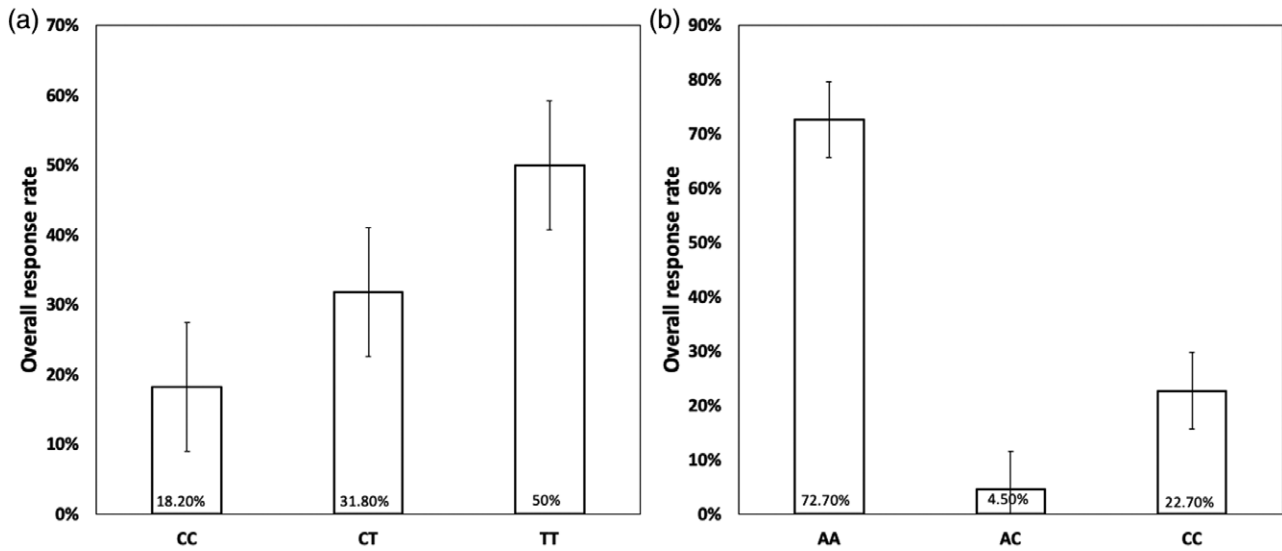 (a)
Overall response rate
70%
60%
50%
40%
30%
20%
10%
0%
18.20%
31.80%
50%
CC
CT
TT
(b)
Overall response rate
90%
80%
70%
60%
50%
40%
30%
20%
10%
0%
72.70%
4.50%
22.70%
AA
AC
CC